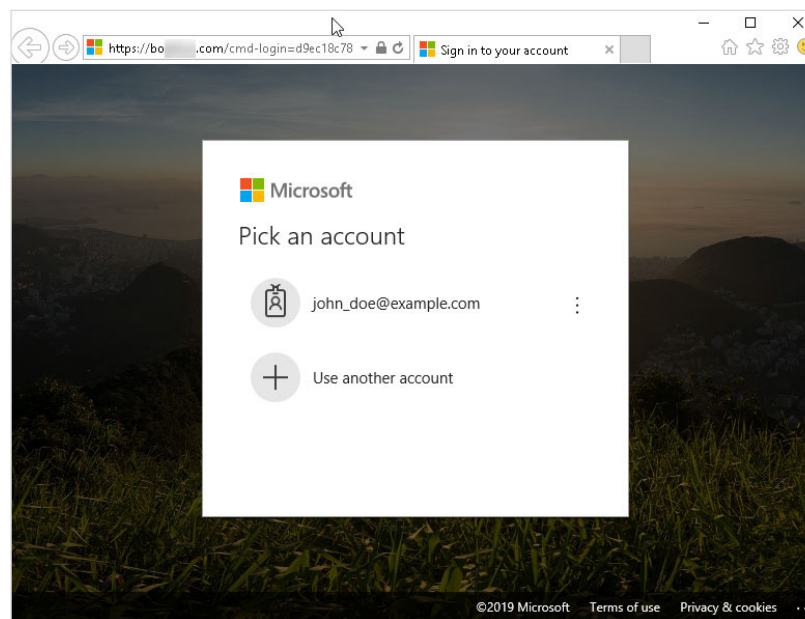 https://bo .com/cmd-login=d9ec18c78
Sign in to your account
Microsoft
Pick an account
john_doe@example.com
Use another account
©2019 Microsoft Terms of use Privacy & cookies